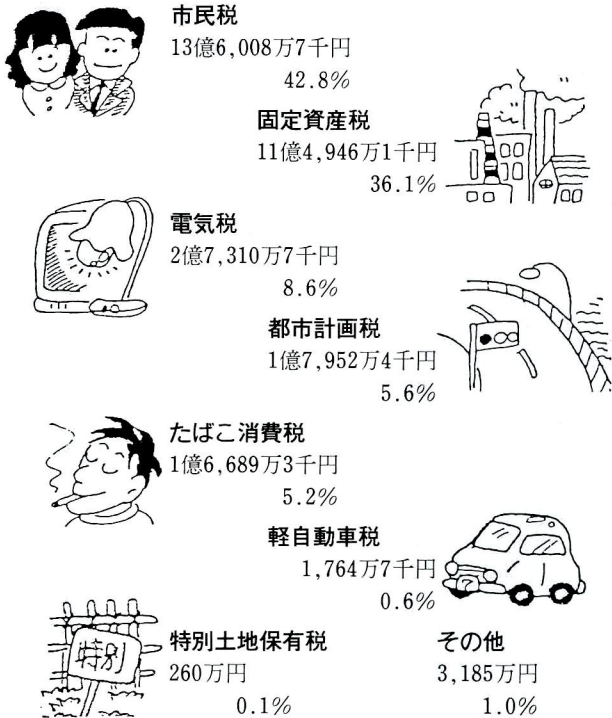 市民税
13億6,008万7千円
42.8%
固定資産税
11億4,946万1千円
36.1%
電気税
2億7,310万7千円
8.6%
都市計画税
1億7,952万4千円
5.6%
たばこ消費税
1億6,689万3千円
5.2%
軽自動車税
1,764万7千円
0.6%
特別
特別土地保有税
260万円
0.1%
その他
3,185万円
1.0%